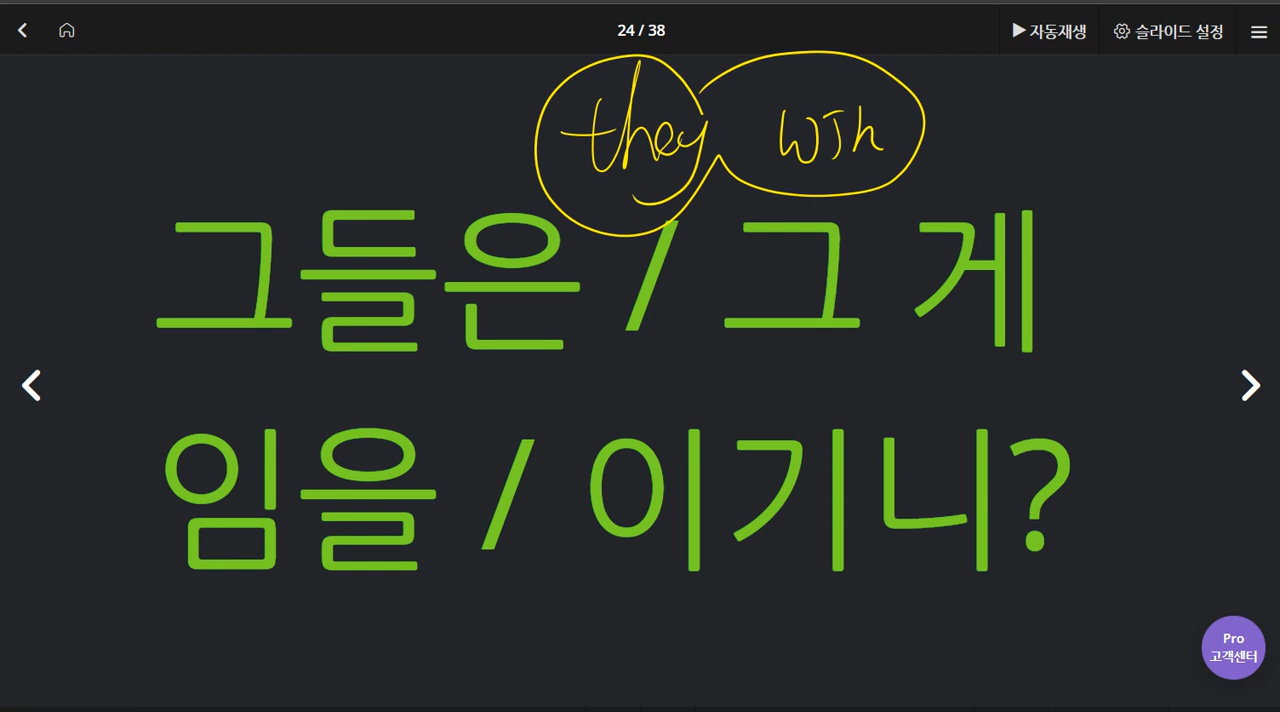 24 / 38
자동재생
슬라이드 설정
they
win
그들은 / 그 게
임을 / 이기니?
Pro
고객센터